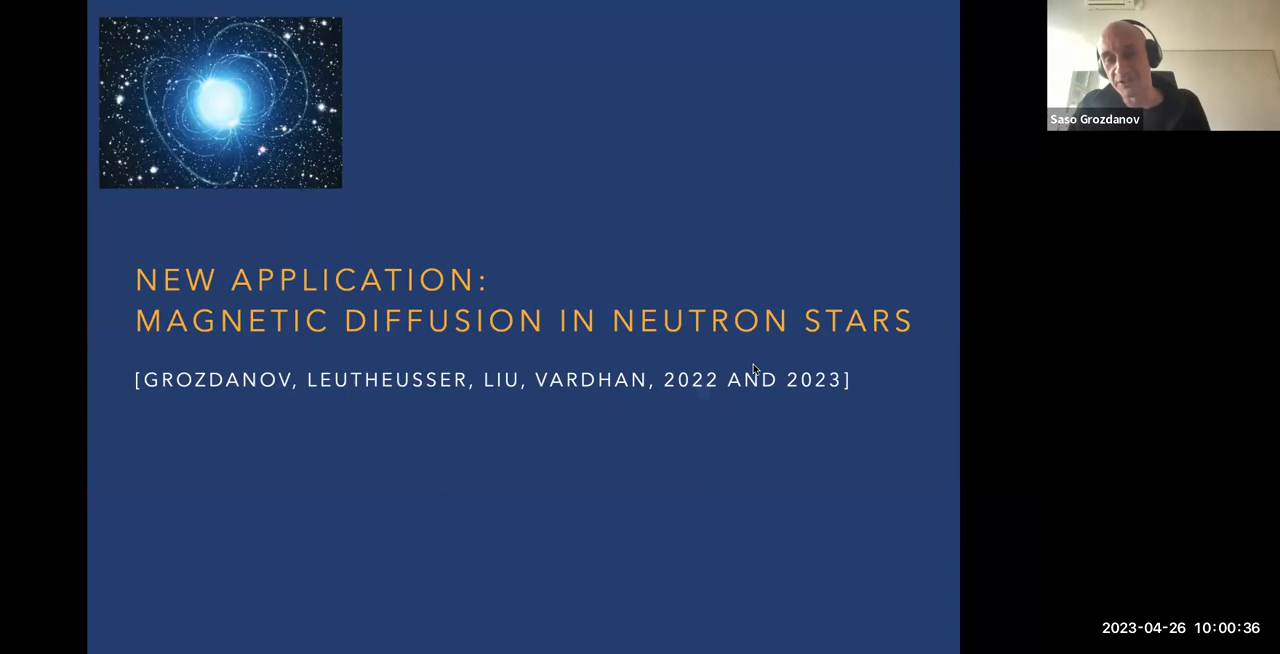 Saso Grozdanov
NEW APPLICATION:
MAGNETIC DIFFUSION IN NEUTRON STARS
[GROZDANOV, LEUTHEUSSER, LIU, VARDHAN, 2022 AND 2023]
2023-04-26 10:00:36